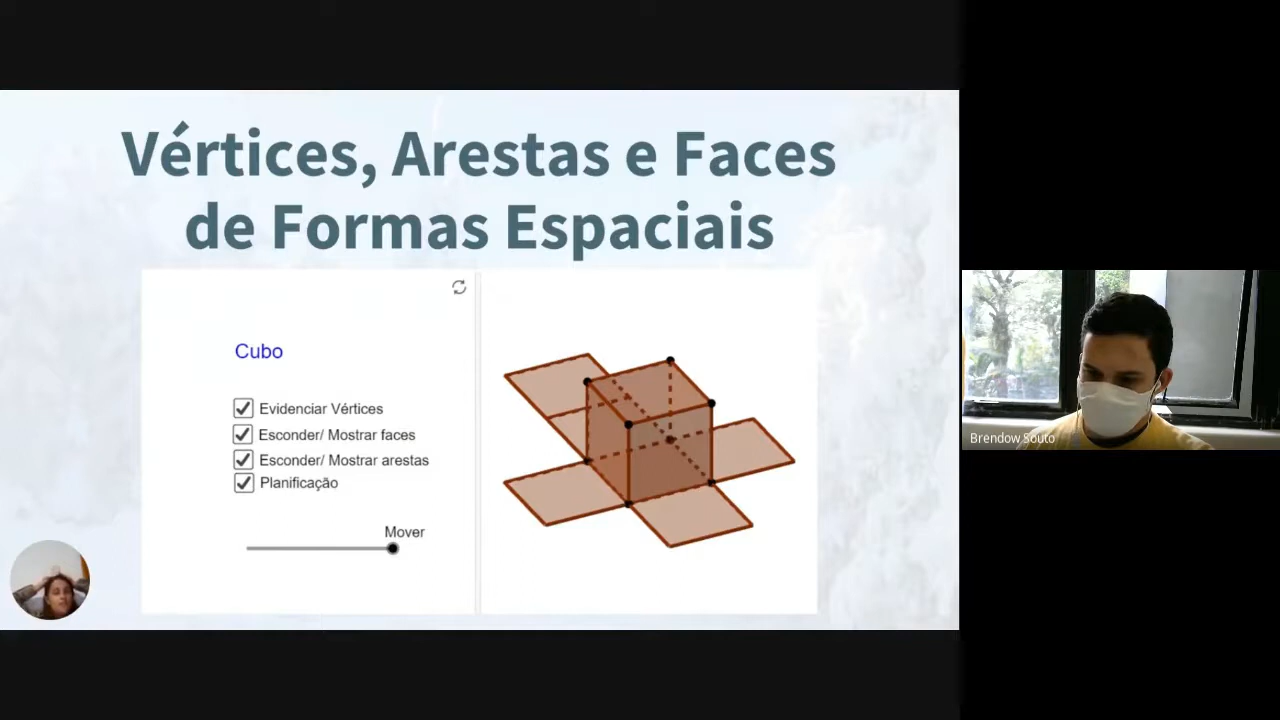 Vértices, Arestas e Faces
de Formas Espaciais
Cubo
Evidenciar Vértices
Esconder/ Mostrar faces
Esconder/ Mostrar arestas
Planificação
Mover
Brendow Souto